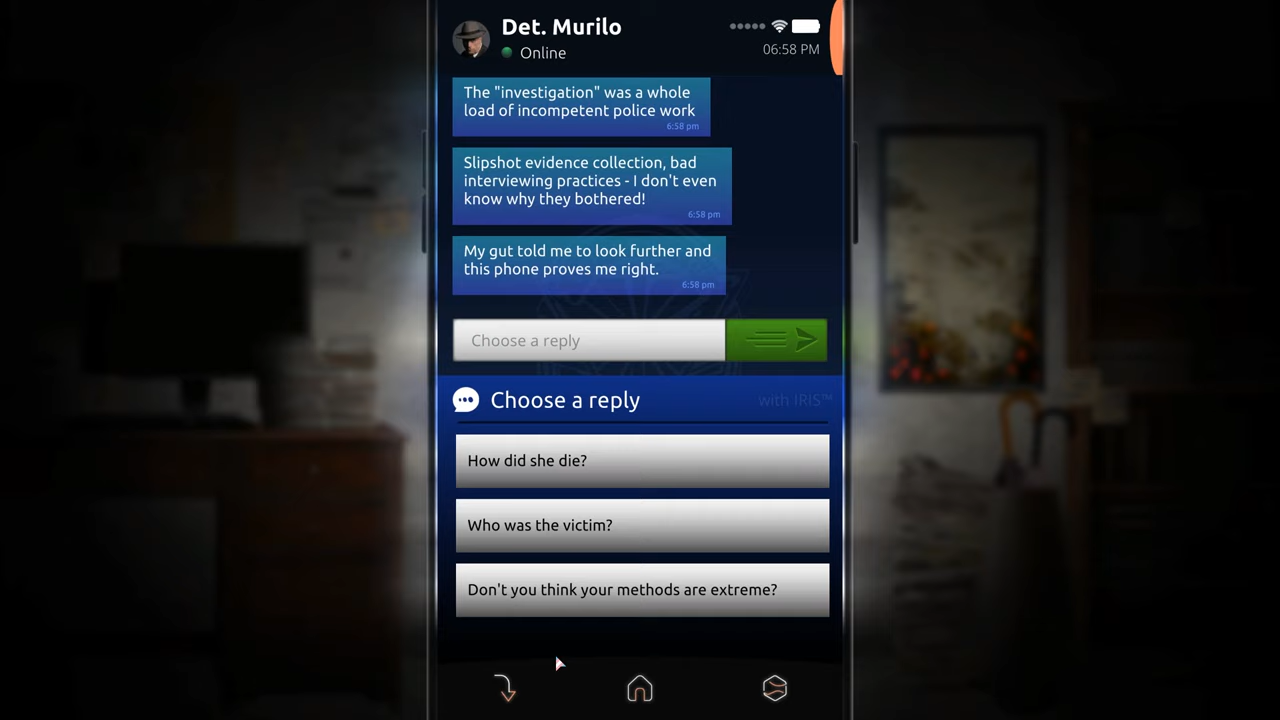 Det. Murilo
Online
06:58 PM
The "investigation" was a whole
load of incompetent police work
6:58 pm
Slipshot evidence collection, bad
interviewing practices - I don't even
know why they bothered!
6:58 pm
My gut told me to look further and
this phone proves me right.
6:58 pm
Choose a reply
Choose a reply
with IRIS™
How did she die?
Who was the victim?
Don't you think your methods are extreme?